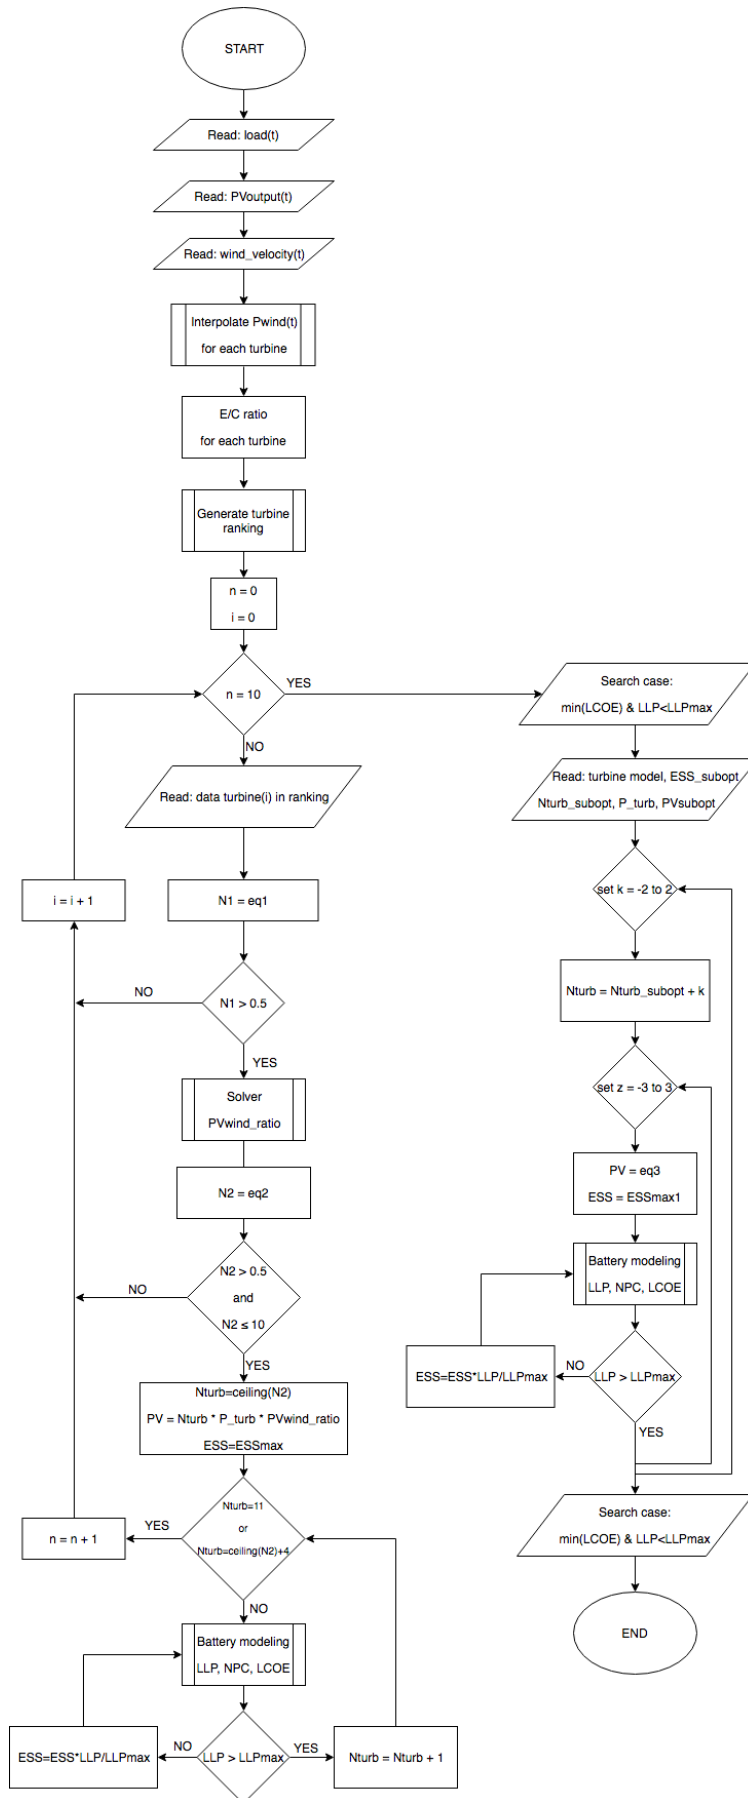 START
Read: load(t)
Read: PVoutput(t)
Read: wind_velocity(t)
Interpolate Pwind(t)
for each turbine
E/C ratio
for each turbine
Generate turbine
ranking
n = 0
i = 0
n = 10
YES
NO
Read: data turbine(i) in ranking
i = i + 1
N1 = eq1
N1 > 0.5
NO
YES
Solver
PVwind_ratio
N2 = eq2
N2 > 0.5
and
N2 ≤ 10
NO
YES
Nturb=ceiling(N2)
PV = Nturb * P_turb * PVwind_ratio
ESS=ESSmax
Nturb=11
or
Nturb=ceiling(N2)+4
YES
n = n + 1
NO
Battery modeling
LLP, NPC, LCOE
LLP > LLPmax
NO
ESS=ESS*LLP/LLPmax
YES
Nturb = Nturb + 1
Search case:
min(LCOE) & LLP<LLPmax
Read: turbine model, ESS_subopt
Nturb_subopt, P_turb, PVsubopt
set k = -2 to 2
Nturb = Nturb_subopt + k
set z = -3 to 3
PV = eq3
ESS = ESSmax1
Battery modeling
LLP, NPC, LCOE
LLP > LLPmax
NO
ESS=ESS*LLP/LLPmax
YES
Search case:
min(LCOE) & LLP<LLPmax
END